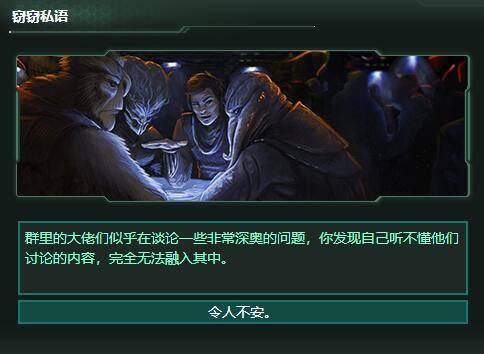 窃窃私语
群里的大佬们似乎在谈论一些非常深奥的问题，你发现自己听不懂他们
讨论的内容，完全无法融入其中。
令人不安。